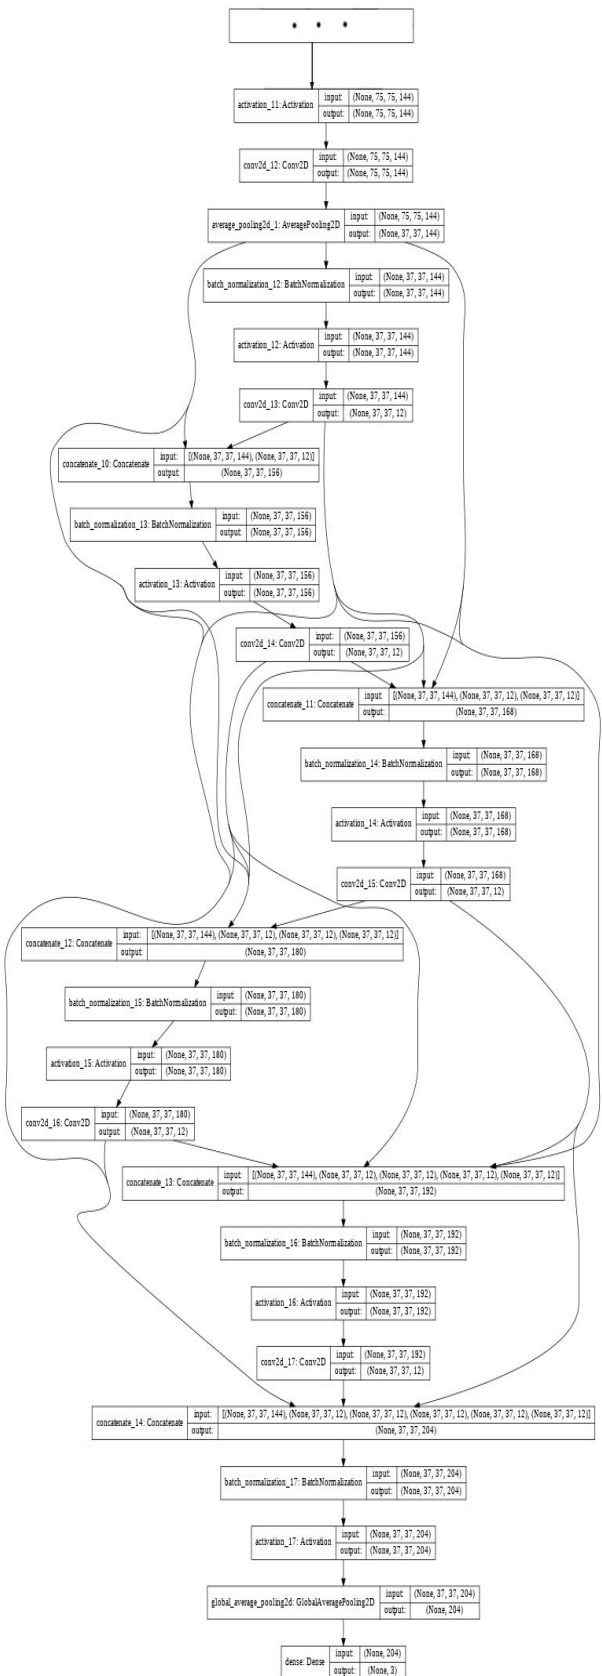 • • •
activation_11: Activation input: (None, 75, 75, 144)
output: (None, 75, 75, 144)
conv2d_12: Conv2D input: (None, 75, 75, 144)
output: (None, 75, 75, 144)
average_pooling2d_1: AveragePooling2D input: (None, 75, 75, 144)
output: (None, 37, 37, 144)
batch_normalization_12: BatchNormalization input: (None, 37, 37, 144)
output: (None, 37, 37, 144)
activation_12: Activation input: (None, 37, 37, 144)
output: (None, 37, 37, 144)
conv2d_13: Conv2D input: (None, 37, 37, 144)
output: (None, 37, 37, 12)
concatenate_10: Concatenate input: [(None, 37, 37, 144), (None, 37, 37, 12)]
output: (None, 37, 37, 156)
batch_normalization_13: BatchNormalization input: (None, 37, 37, 156)
output: (None, 37, 37, 156)
activation_13: Activation input: (None, 37, 37, 156)
output: (None, 37, 37, 156)
conv2d_14: Conv2D input: (None, 37, 37, 156)
output: (None, 37, 37, 12)
concatenate_11: Concatenate input: [(None, 37, 37, 144), (None, 37, 37, 12), (None, 37, 37, 12)]
output: (None, 37, 37, 168)
batch_normalization_14: BatchNormalization input: (None, 37, 37, 168)
output: (None, 37, 37, 168)
activation_14: Activation input: (None, 37, 37, 168)
output: (None, 37, 37, 168)
conv2d_15: Conv2D input: (None, 37, 37, 168)
output: (None, 37, 37, 12)
concatenate_12: Concatenate input: [(None, 37, 37, 144), (None, 37, 37, 12), (None, 37, 37, 12), (None, 37, 37, 12)]
output: (None, 37, 37, 180)
batch_normalization_15: BatchNormalization input: (None, 37, 37, 180)
output: (None, 37, 37, 180)
activation_15: Activation input: (None, 37, 37, 180)
output: (None, 37, 37, 180)
conv2d_16: Conv2D input: (None, 37, 37, 180)
output: (None, 37, 37, 12)
concatenate_13: Concatenate input: [(None, 37, 37, 144), (None, 37, 37, 12), (None, 37, 37, 12), (None, 37, 37, 12), (None, 37, 37, 12)]
output: (None, 37, 37, 192)
batch_normalization_16: BatchNormalization input: (None, 37, 37, 192)
output: (None, 37, 37, 192)
activation_16: Activation input: (None, 37, 37, 192)
output: (None, 37, 37, 192)
conv2d_17: Conv2D input: (None, 37, 37, 192)
output: (None, 37, 37, 12)
concatenate_14: Concatenate input: [(None, 37, 37, 144), (None, 37, 37, 12), (None, 37, 37, 12), (None, 37, 37, 12), (None, 37, 37, 12), (None, 37, 37, 12)]
output: (None, 37, 37, 204)
batch_normalization_17: BatchNormalization input: (None, 37, 37, 204)
output: (None, 37, 37, 204)
activation_17: Activation input: (None, 37, 37, 204)
output: (None, 37, 37, 204)
global_average_pooling2d: GlobalAveragePooling2D input: (None, 37, 37, 204)
output: (None, 204)
dense: Dense input: (None, 204)
output: (None, 3)